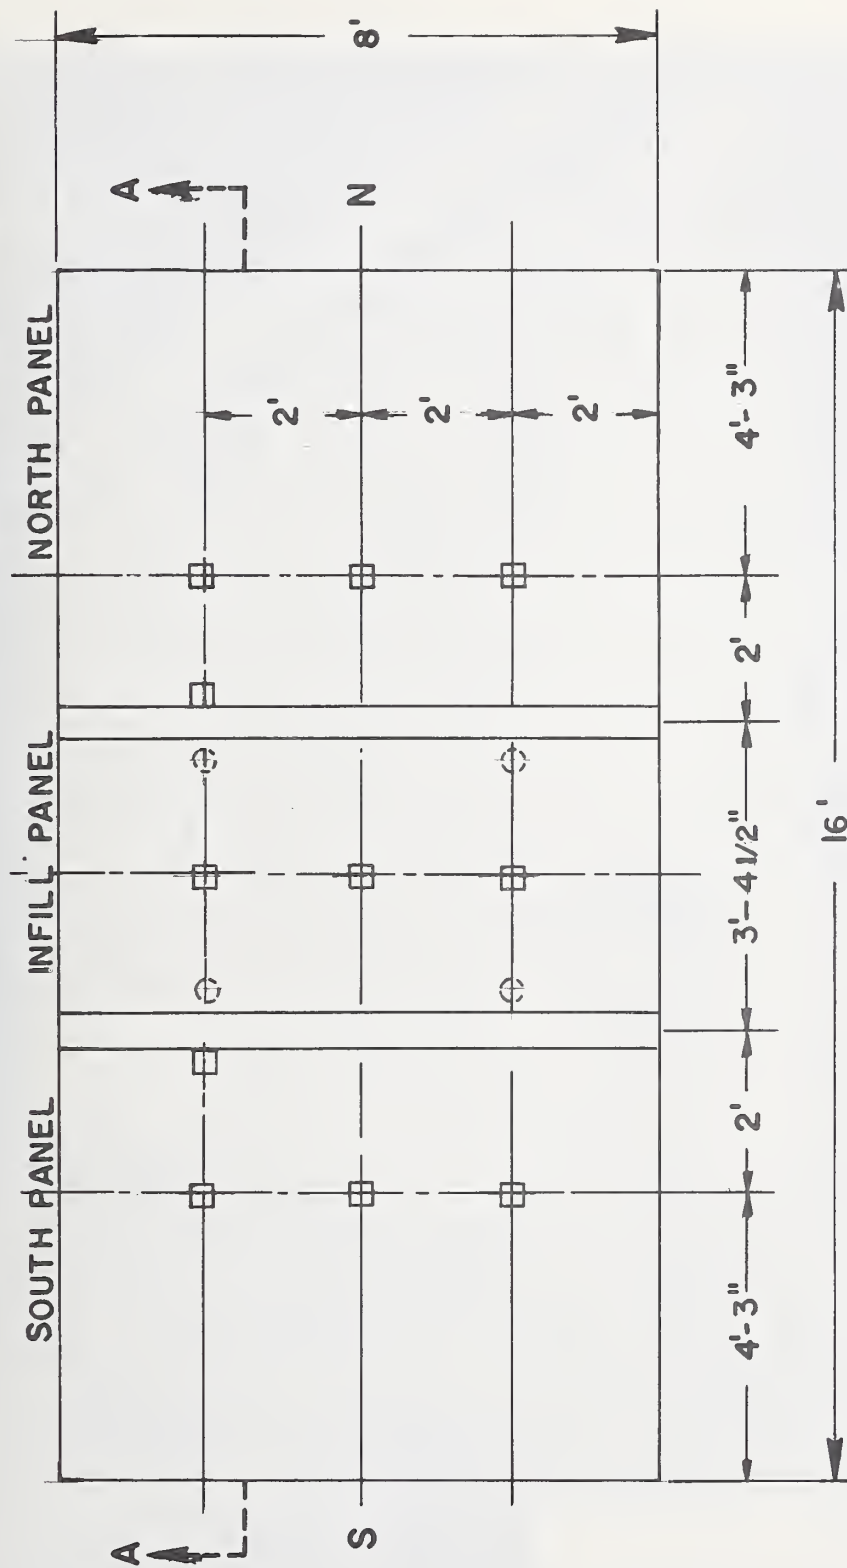 SOUTH PANEL
INFILL PANEL
NORTH PANEL
A
A
S
N
8'
2'
2'
2'
4'-3"
2'
3'-4 1/2"
2'
4'-3"
16'